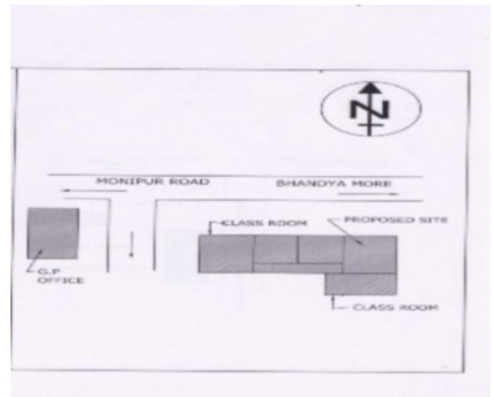 N
MONIPUR ROAD
BHANDYA MORE
CLASS ROOM
PROPOSED SITE
G.P
OFFICE
CLASS ROOM